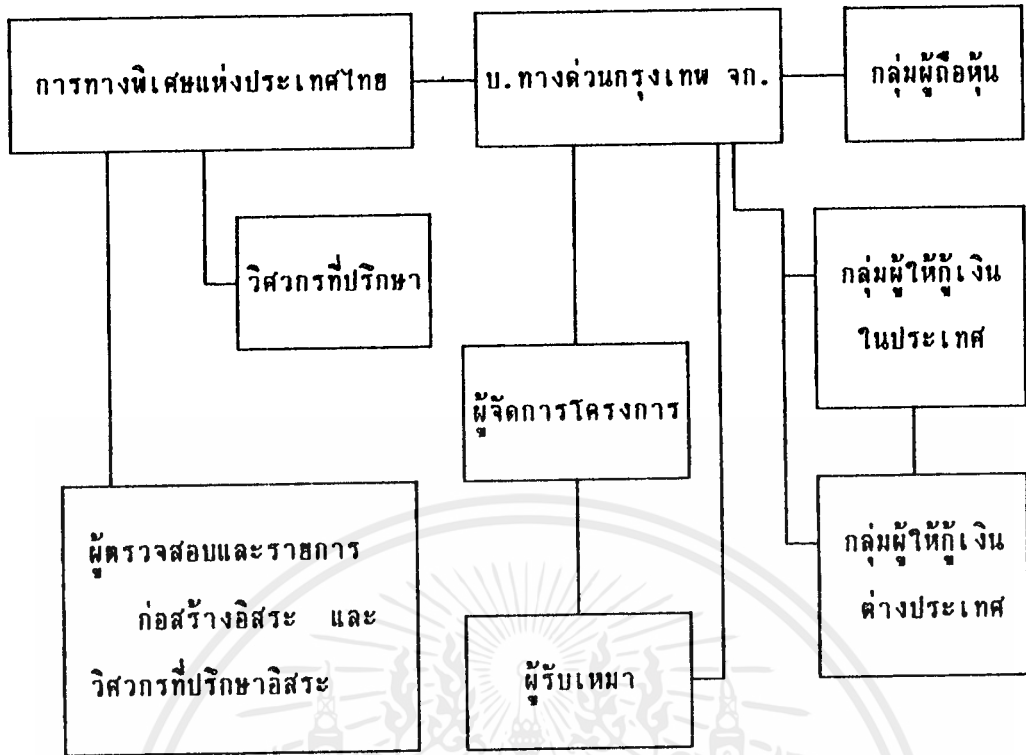 การทางพิเศษแห่งประเทศไทย
บ.ทางด่วนกรุงเทพ จก.
กลุ่มผู้ถือหุ้น
วิศวกรที่ปรึกษา
กลุ่มผู้ให้กู้เงิน
ในประเทศ
ผู้จัดการโครงการ
ผู้ตรวจสอบและรายการ
ก่อสร้างอิสระ และ
วิศวกรที่ปรึกษาอิสระ
กลุ่มผู้ให้กู้เงิน
ต่างประเทศ
ผู้รับเหมา